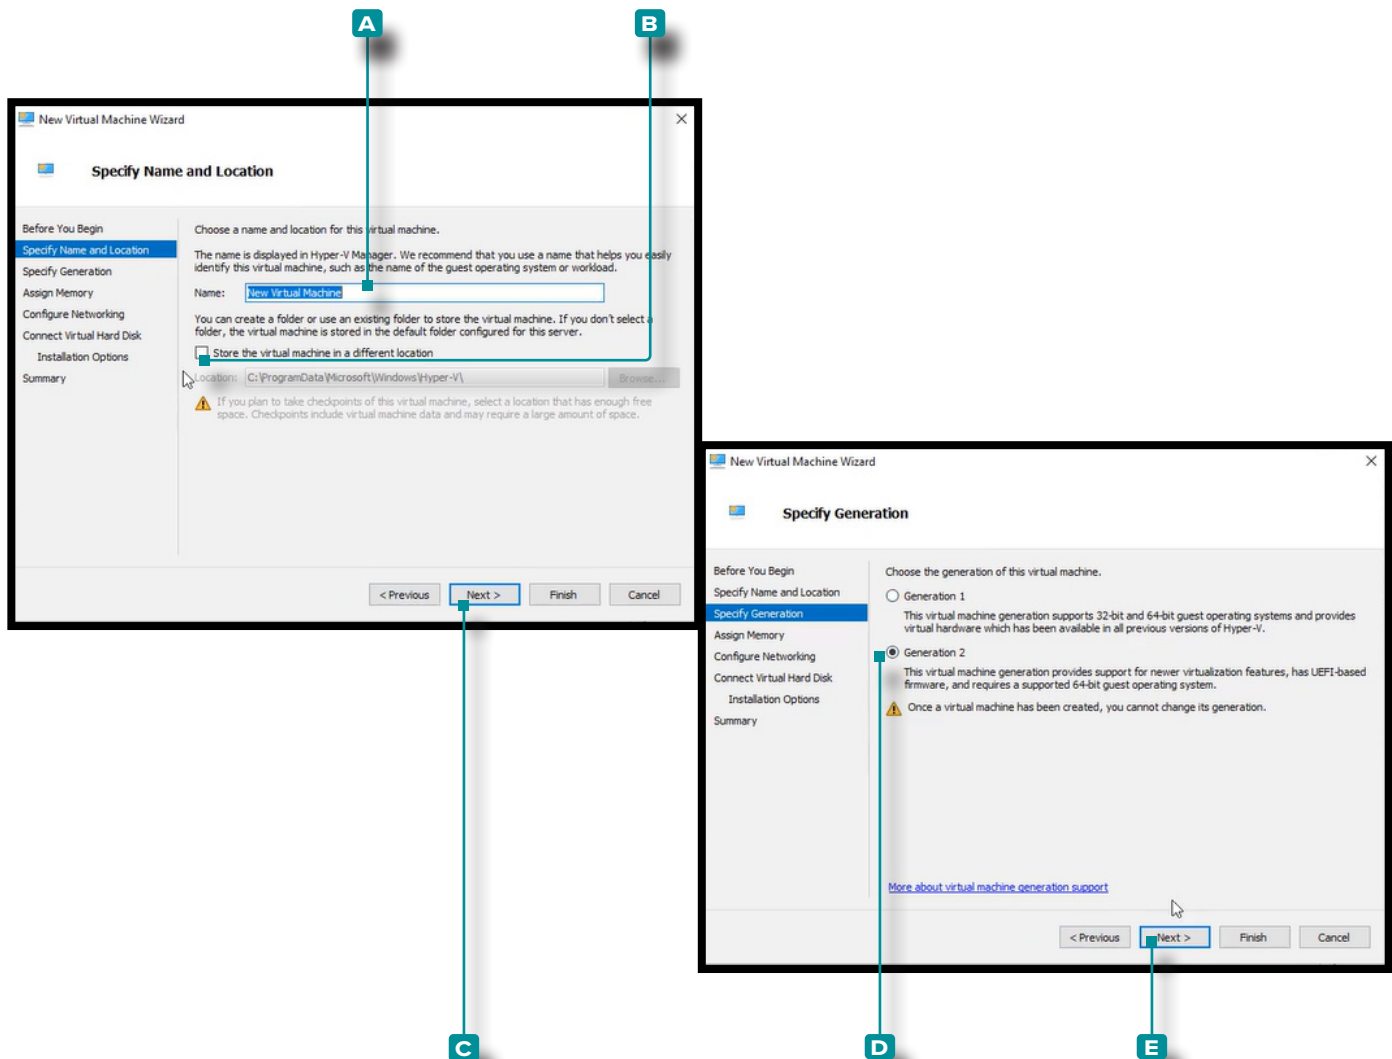 A
B
New Virtual Machine Wizard
Specify Name and Location
Before You Begin
Specify Name and Location
Specify Generation
Assign Memory
Configure Networking
Connect Virtual Hard Disk
Installation Options
Summary
Choose a name and location for this virtual machine.
The name is displayed in Hyper-V Manager. We recommend that you use a name that helps you easily
identify this virtual machine, such as the name of the guest operating system or workload.
Name: New Virtual Machine
You can create a folder or use an existing folder to store the virtual machine. If you don't select a
folder, the virtual machine is stored in the default folder configured for this server.
Store the virtual machine in a different location
Location: C:\ProgramData\Microsoft\Windows\Hyper-V\ Browse...
If you plan to take checkpoints of this virtual machine, select a location that has enough free
space. Checkpoints include virtual machine data and may require a large amount of space.
< Previous Next > Finish Cancel
New Virtual Machine Wizard
Specify Generation
Before You Begin
Specify Name and Location
Specify Generation
Assign Memory
Configure Networking
Connect Virtual Hard Disk
Installation Options
Summary
Choose the generation of this virtual machine.
Generation 1
This virtual machine generation supports 32-bit and 64-bit guest operating systems and provides
virtual hardware which has been available in all previous versions of Hyper-V.
Generation 2
This virtual machine generation provides support for newer virtualization features, has UEFI-based
firmware, and requires a supported 64-bit guest operating system.
Once a virtual machine has been created, you cannot change its generation.
More about virtual machine generation support
< Previous Next > Finish Cancel
C
D
E